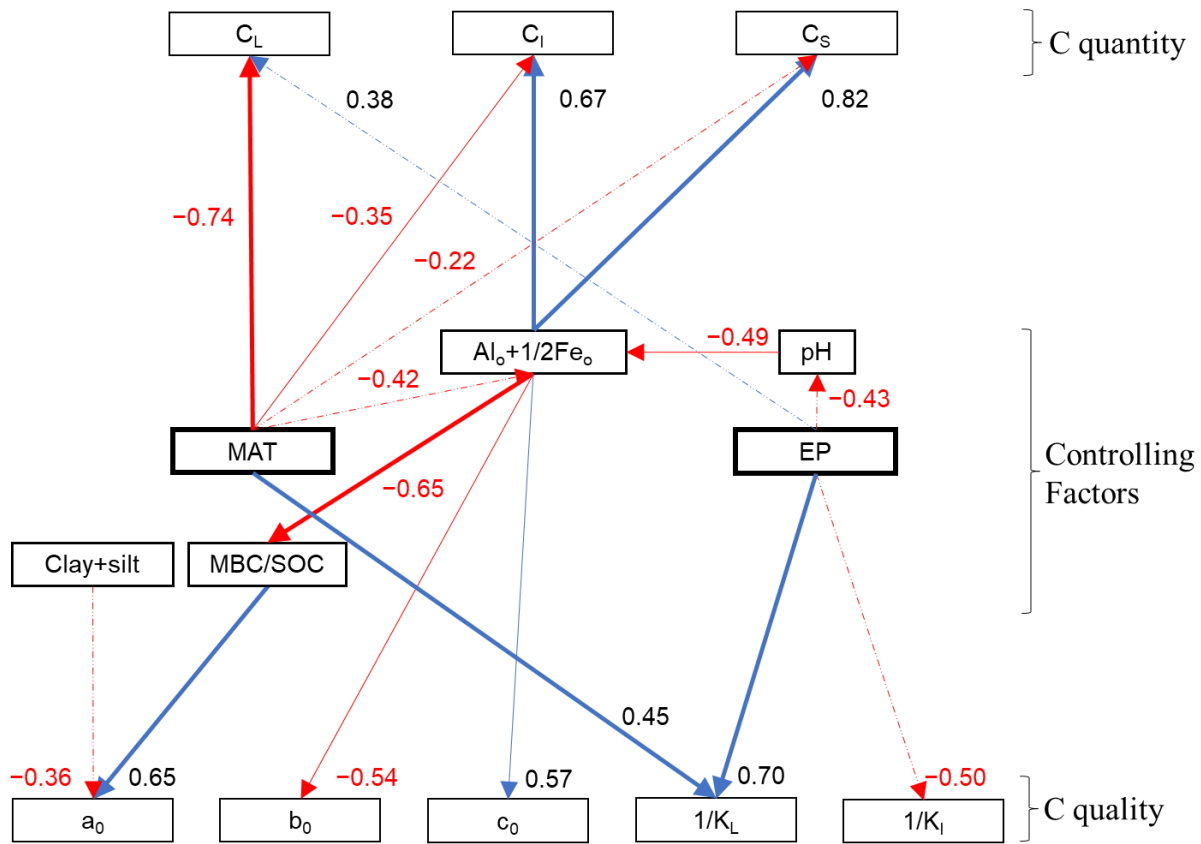 C_L
C_I
C_S
C quantity
0.38
0.67
0.82
−0.74
−0.35
−0.22
Al_o+1/2Fe_o
−0.49
pH
−0.42
−0.43
MAT
EP
Controlling
Factors
−0.65
Clay+silt
MBC/SOC
0.45
−0.36
0.65
−0.54
0.57
0.70
−0.50
a_0
b_0
c_0
1/K_L
1/K_I
C quality